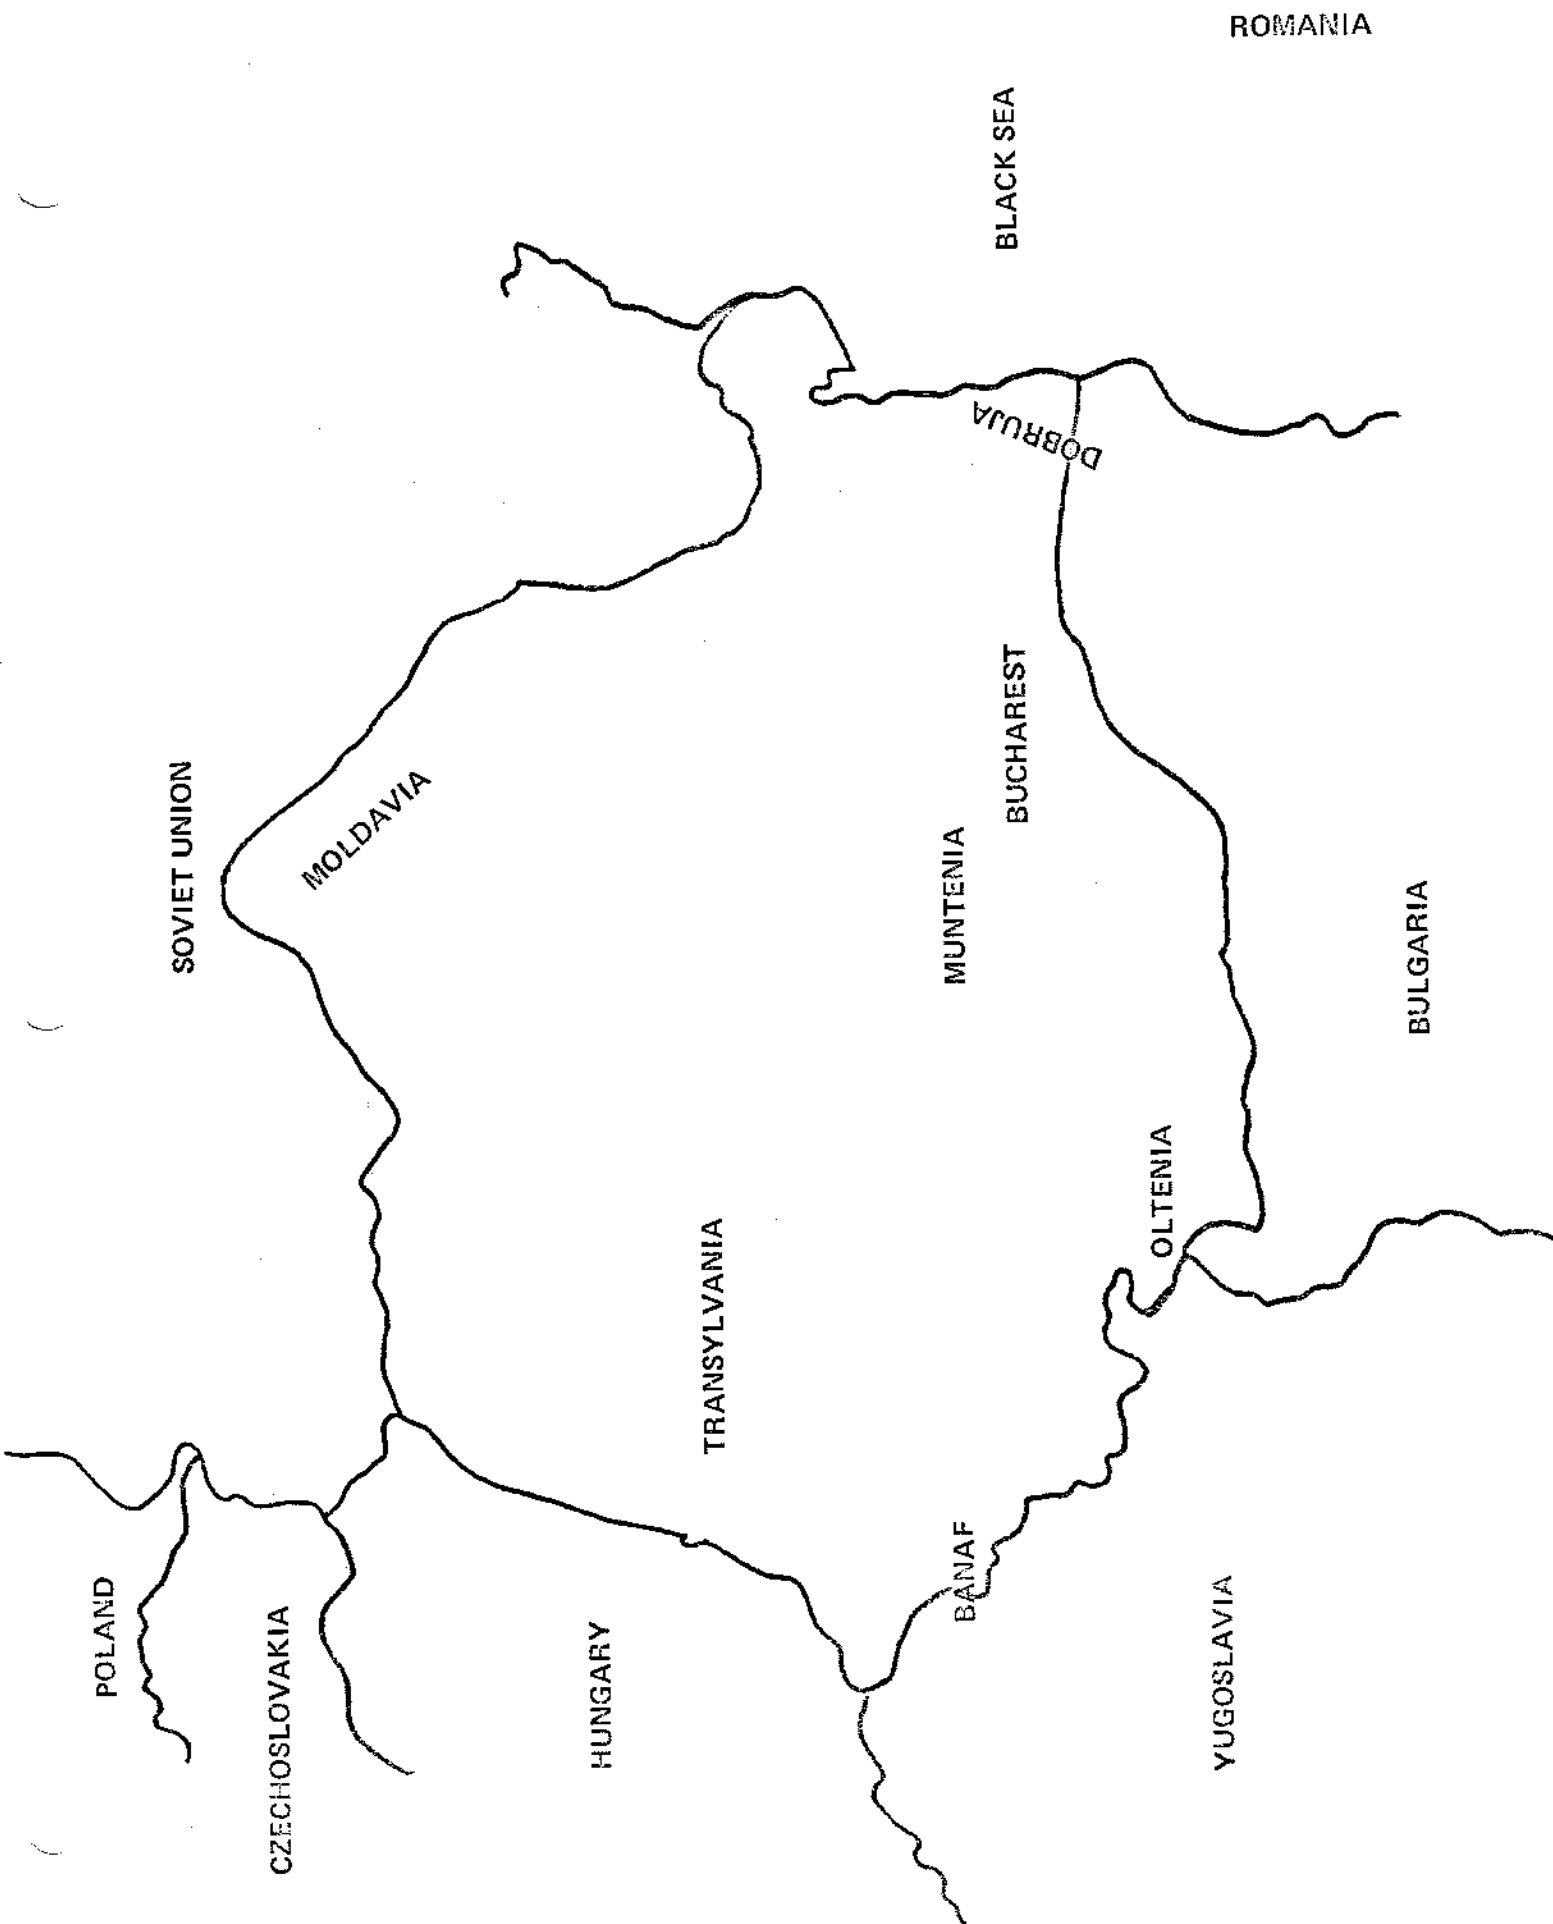 ROMANIA
POLAND
SOVIET UNION
CZECHOSLOVAKIA
MOLDAVIA
HUNGARY
TRANSYLVANIA
BANAF
MUNTENIA
BUCHAREST
DOBRUJA
BLACK SEA
OLTENIA
YUGOSLAVIA
BULGARIA